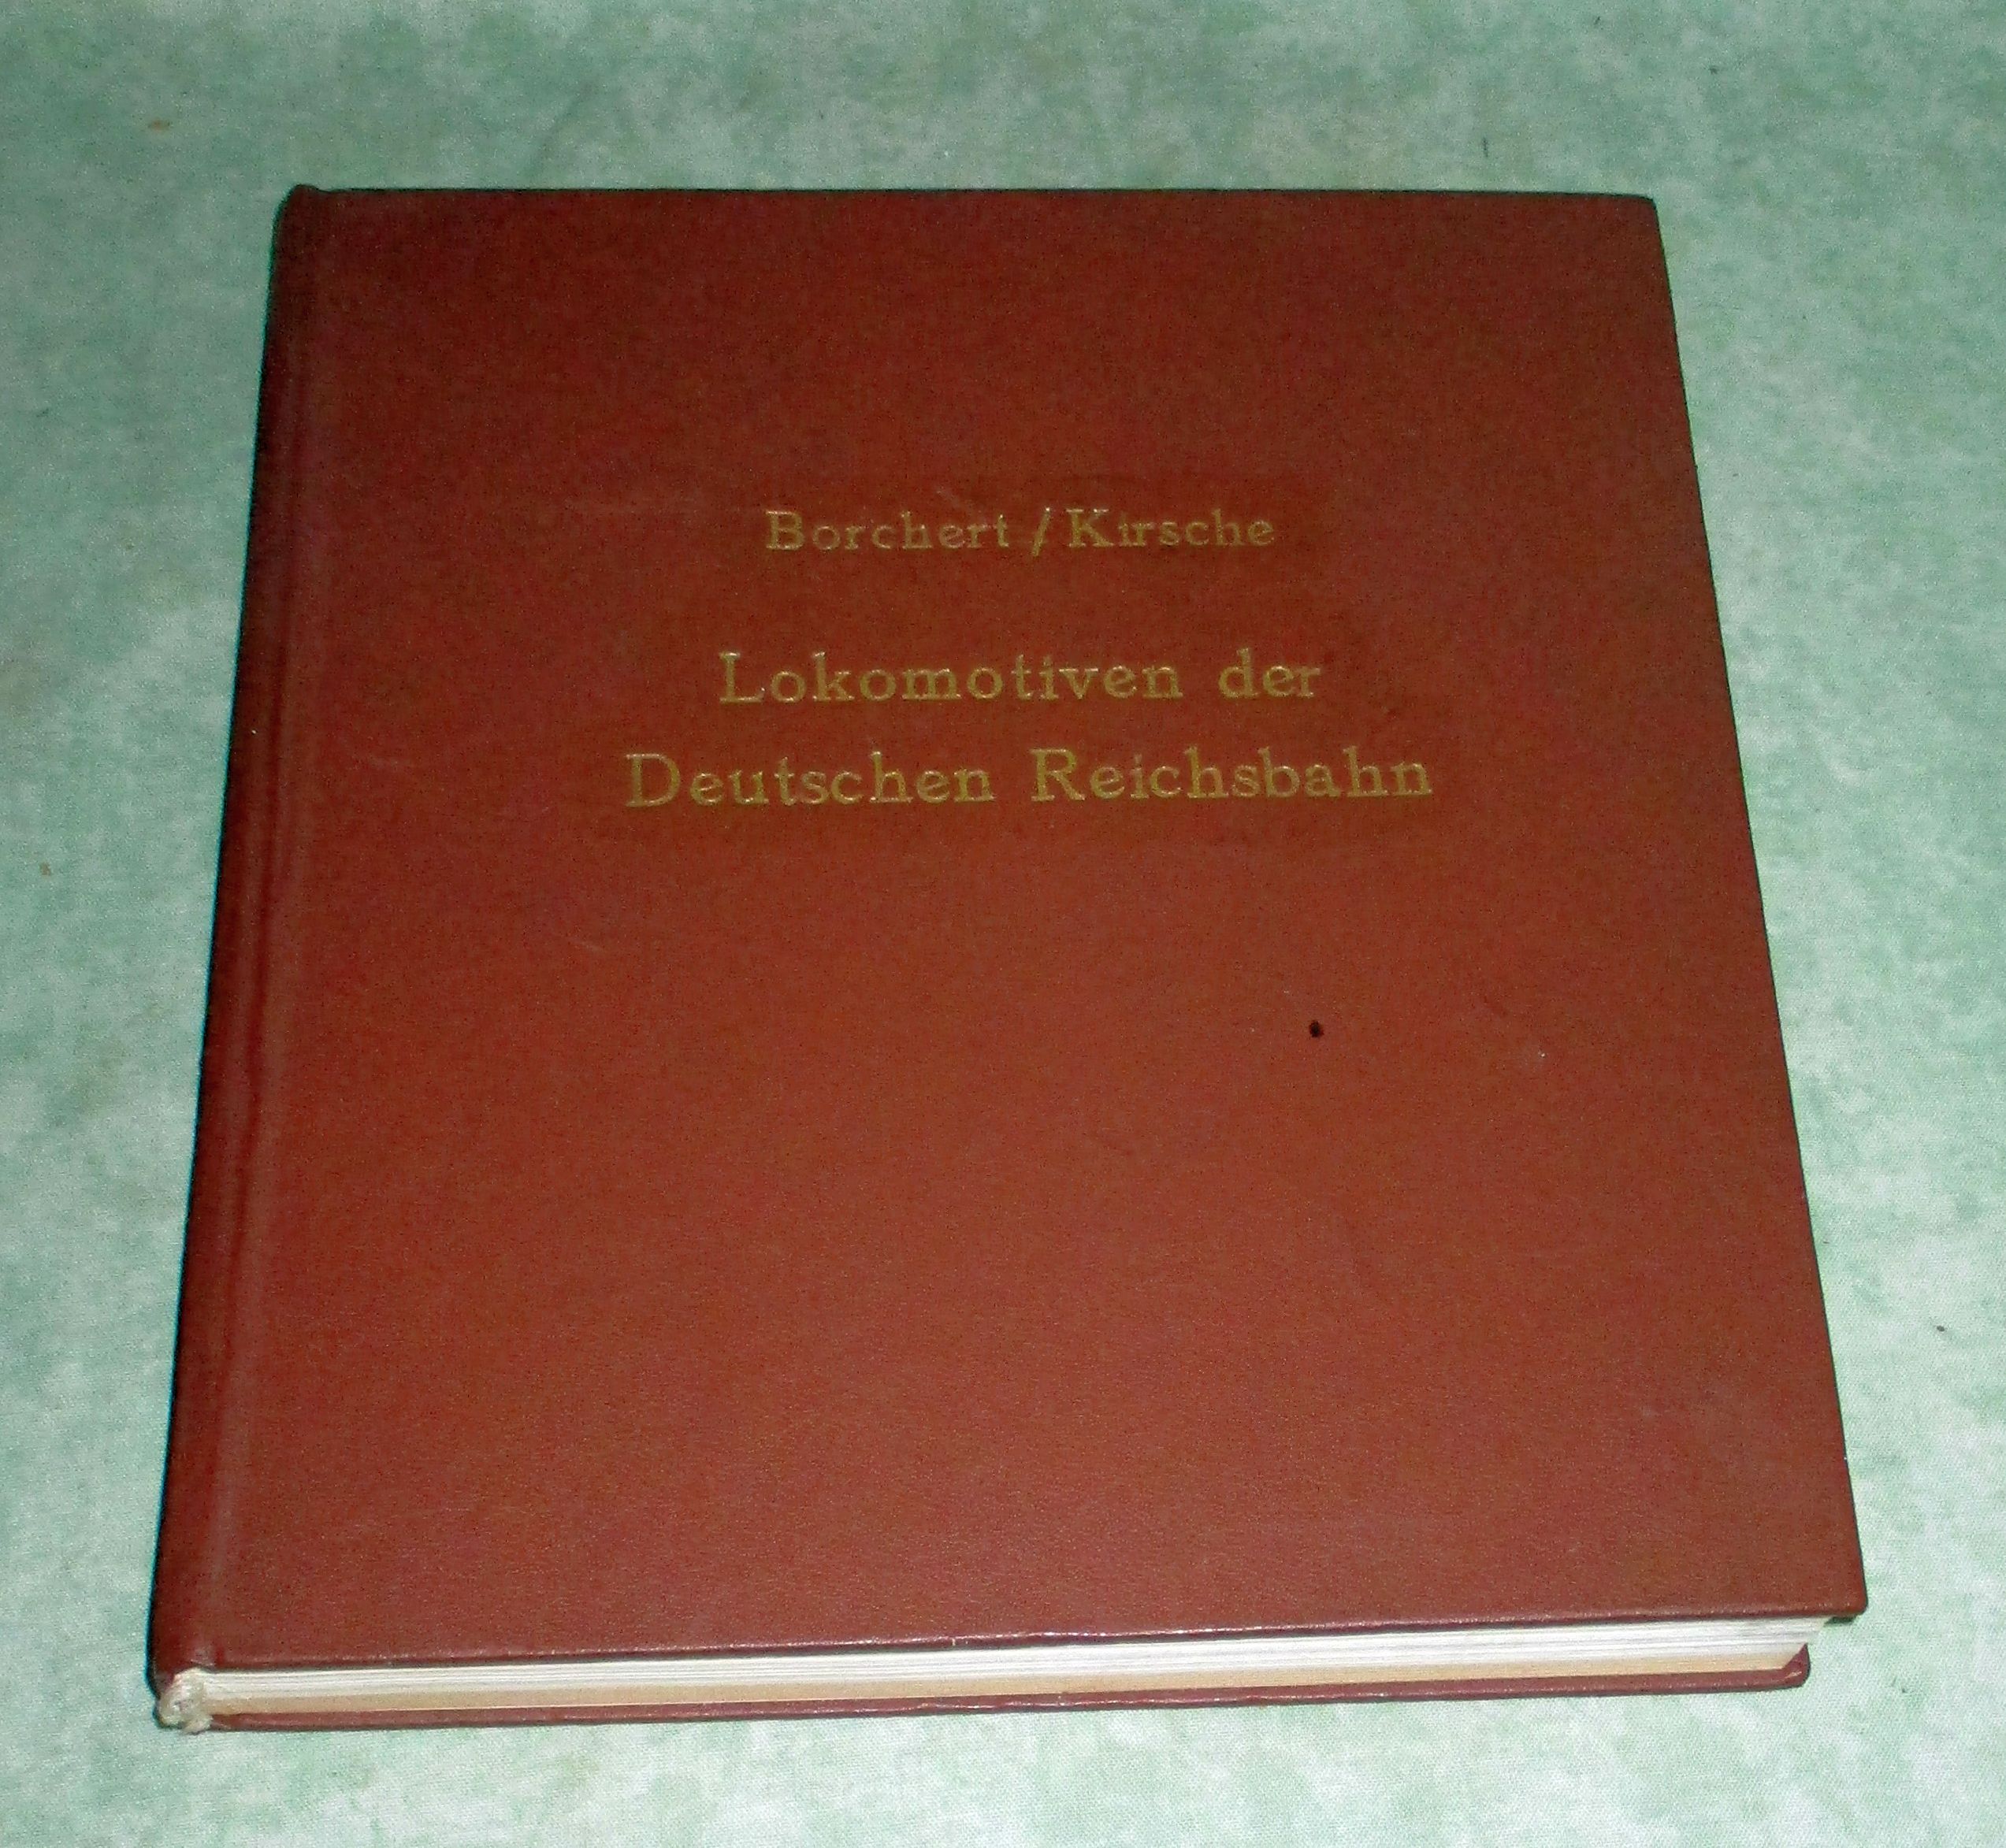 Borchert / Kirsche
Lokomotiven der
Deutschen Reichsbahn